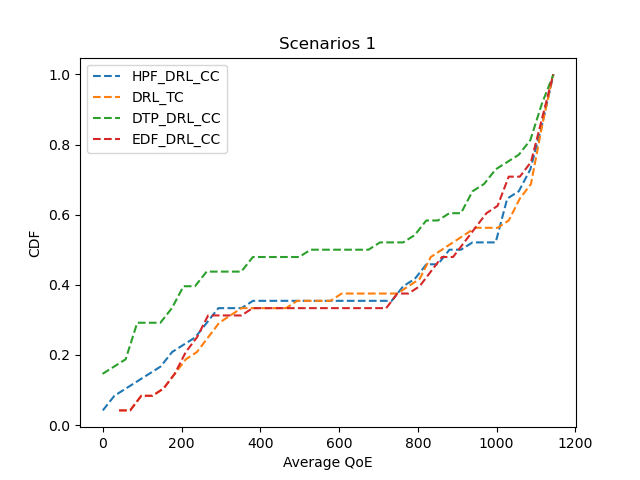 Scenarios 1
HPF_DRL_CC
DRL_TC
DTP_DRL_CC
EDF_DRL_CC
1.0
0.8
0.6
0.4
0.2
0.0
CDF
0 200 400 600 800 1000 1200
Average QoE